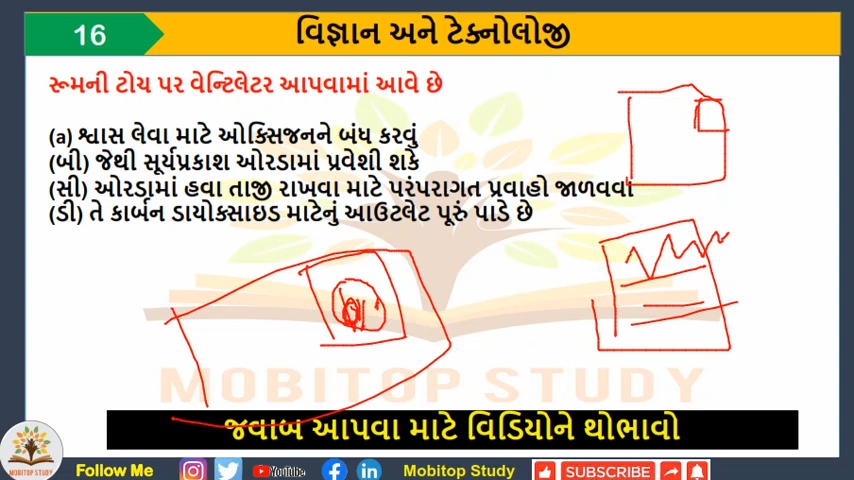 16
વિજ્ઞાન અને ટેક્નોલોજી
રૂમની ટોચ પર વેન્ટિલેટર આપવામાં આવે છે
(a) શ્વાસ લેવા માટે ઓક્સિજનને બંધ કરવું
(બી) જેથી સૂર્યપ્રકાશ ઓરડામાં પ્રવેશી શકે
(સી) ઓરડામાં હવા તાજી રાખવા માટે પરંપરાગત પ્રવાહો જાળવવા
(ડી) તે કાર્બન ડાયોક્સાઇડ માટેનું આઉટલેટ પૂરું પાડે છે
MOBITOP STUDY
જવાબ આપવા માટે વિડિયોને થોભાવો
MOBITOP STUDY
Follow Me
YouTube
Mobitop Study
SUBSCRIBE